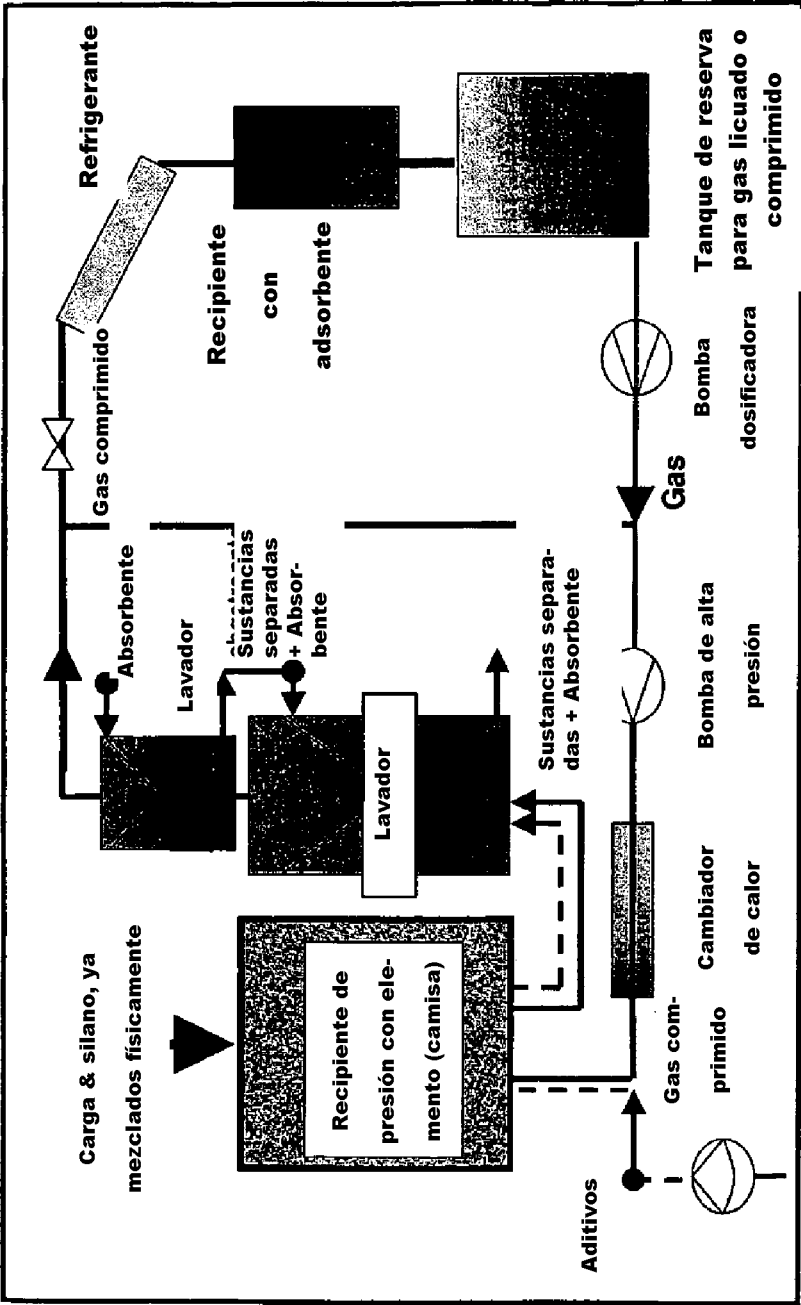 Carga & silano, ya
mezclados físicamente
Recipiente de
presión con ele-
mento (camisa)
Lavador
Lavador
Absorbente
Sustancias
separadas
+ Absor-
bente
Gas comprimido
Refrigerante
Recipiente
con
adsorbente
Sustancias separa-
das + Absorbente
Aditivos
Gas com-
primido
Cambiador
de calor
Bomba de alta
presión
Gas
Bomba
dosificadora
Tanque de reserva
para gas licuado o
comprimido